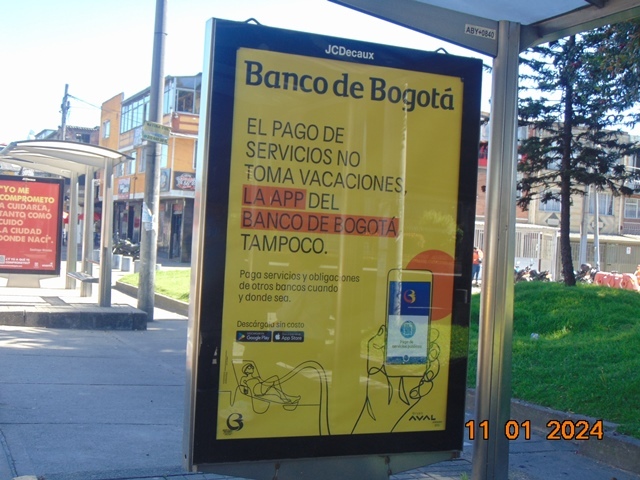 ABY#0940
JCDecaux
Banco de Bogotá
EL PAGO DE
SERVICIOS NO
TOMA VACACIONES,
LA APP DEL
BANCO DE BOGOTÁ
TAMPOCO.
Paga servicios y obligaciones
de otros bancos cuando
y donde sea.
Descárgala sin costo
Google Play
App Store
AVAL
"YO ME
COMPROMETO
A CUIDARLA,
TANTO COMO
CUIDO
LA CIUDAD
DONDE NACÍ".
11 01 2024